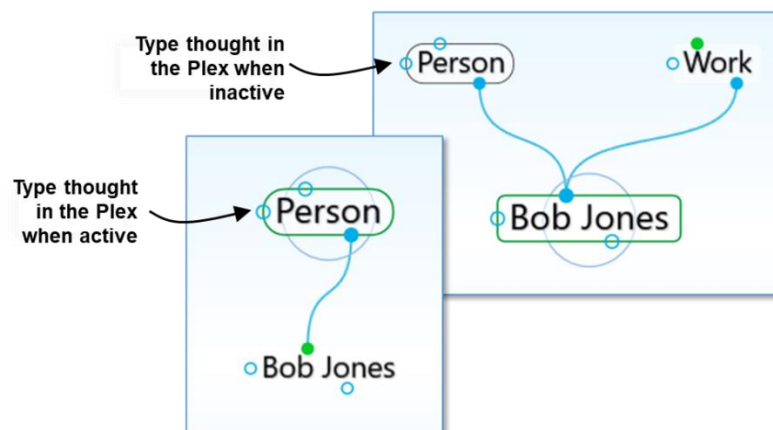 Type thought in
the Plex when
inactive
Person
Work
Bob Jones
Type thought
in the Plex
when active
Person
Bob Jones